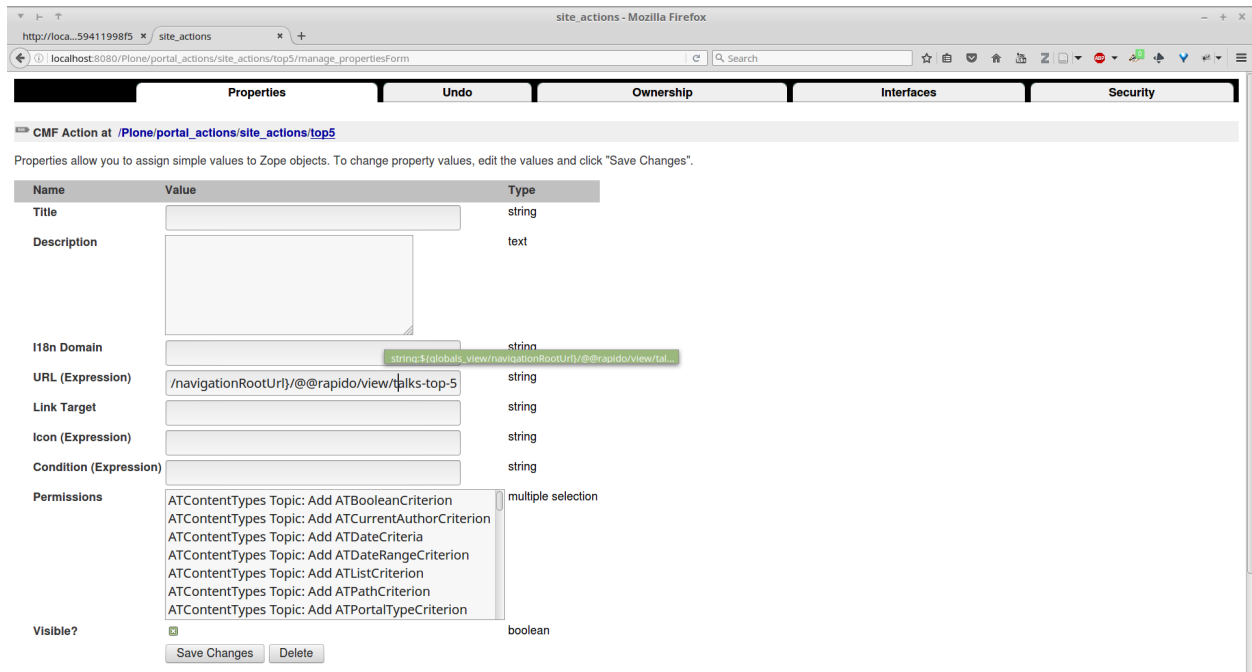 site_actions - Mozilla Firefox
http://loca...59411998f5 × site_actions × +
localhost:8080/Plone/portal_actions/site_actions/top5/manage_propertiesForm Search
Properties Undo Ownership Interfaces Security
CMF Action at /Plone/portal_actions/site_actions/top5
Properties allow you to assign simple values to Zope objects. To change property values, edit the values and click "Save Changes".
Name Value Type
Title string
Description text
I18n Domain string
string:${globals_view/navigationRootUrl}/@@rapido/view/tal...
URL (Expression) /navigationRootUrl}/@@rapido/view/talks-top-5 string
Link Target string
Icon (Expression) string
Condition (Expression) string
Permissions ATContentTypes Topic: Add ATBooleanCriterion multiple selection
ATContentTypes Topic: Add ATCurrentAuthorCriterion
ATContentTypes Topic: Add ATDateCriteria
ATContentTypes Topic: Add ATDateRangeCriterion
ATContentTypes Topic: Add ATListCriterion
ATContentTypes Topic: Add ATPathCriterion
ATContentTypes Topic: Add ATPortalTypeCriterion
Visible? boolean
Save Changes Delete